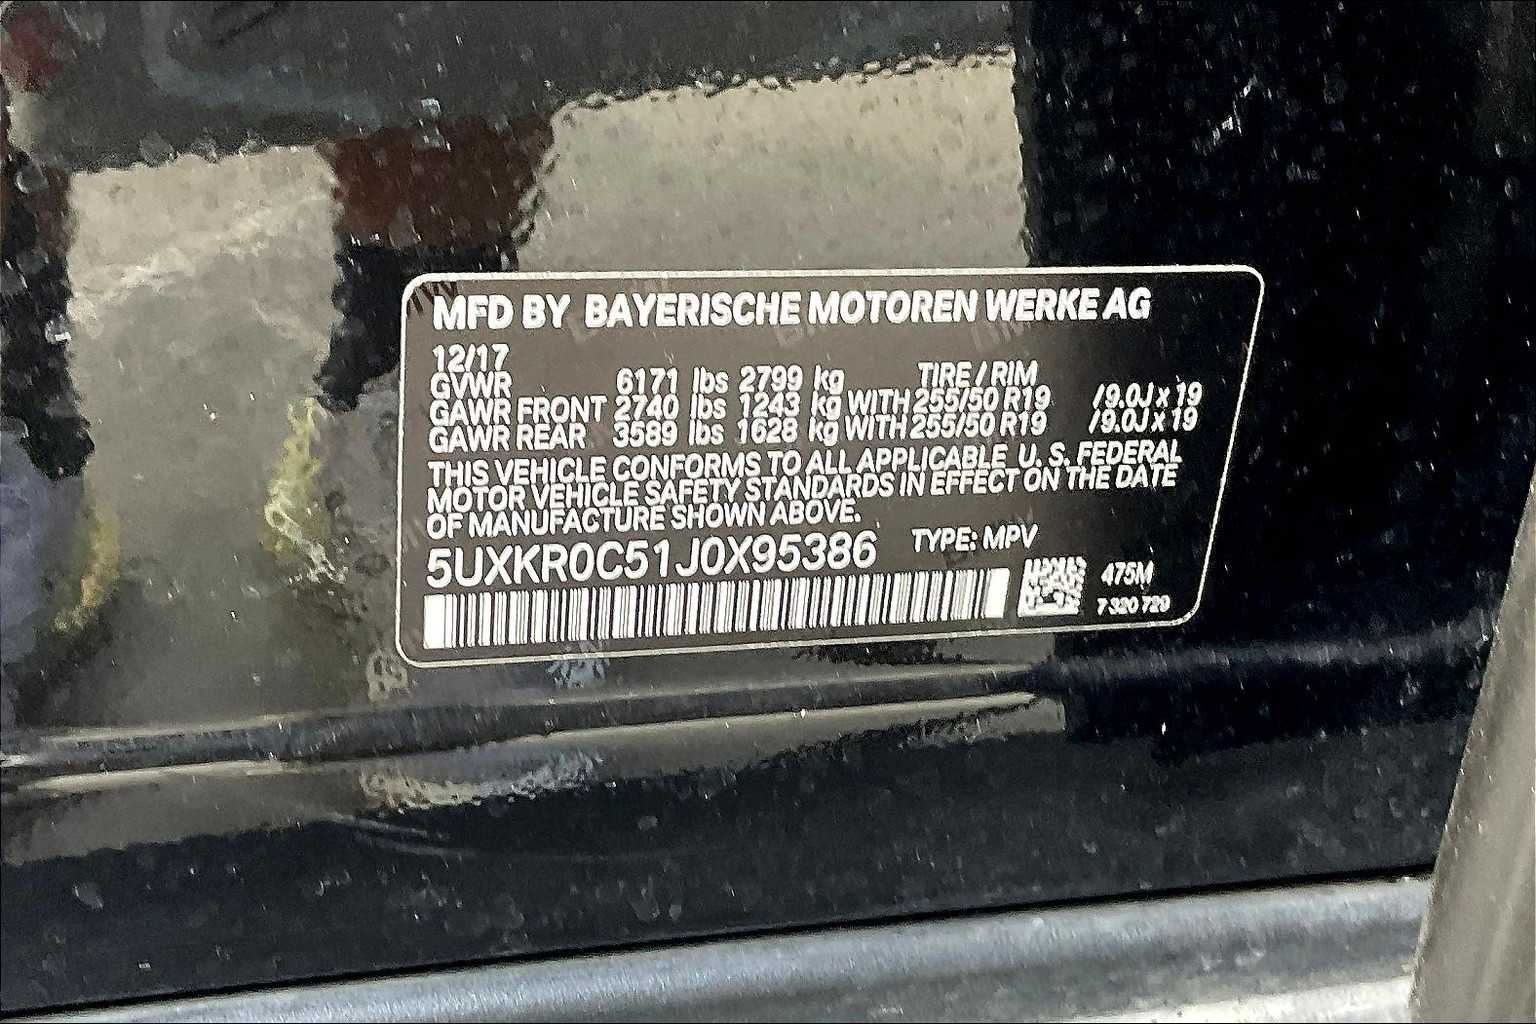 MFD BY BAYERISCHE MOTOREN WERKE AG
12/17
GVWR 6171 lbs 2799 kg TIRE / RIM
GAWR FRONT 2740 lbs 1243 kg WITH 255/50 R19 /9.0J x 19
GAWR REAR 3589 lbs 1628 kg WITH 255/50 R19 /9.0J x 19
THIS VEHICLE CONFORMS TO ALL APPLICABLE U. S. FEDERAL
MOTOR VEHICLE SAFETY STANDARDS IN EFFECT ON THE DATE
OF MANUFACTURE SHOWN ABOVE.
5UXKR0C51J0X95386 TYPE: MPV
475M
7 320 729